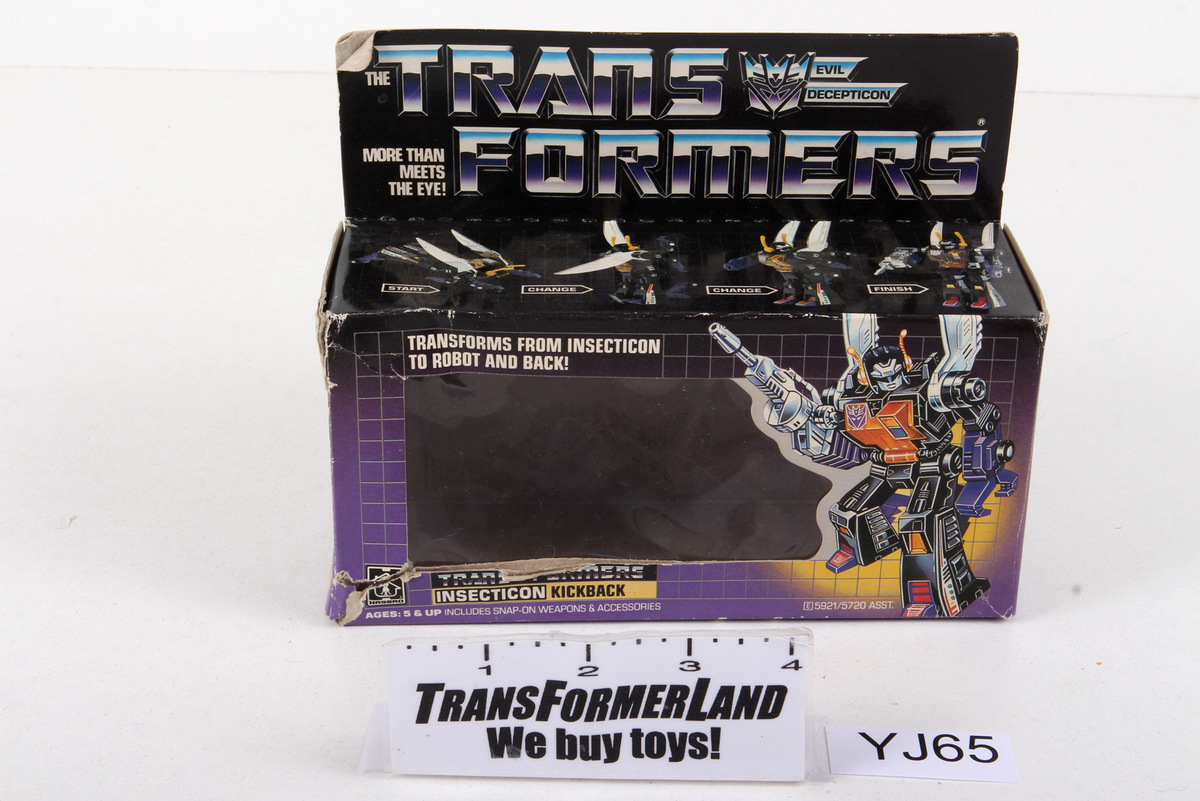 THE TRANS
EVIL
DECEPTICON
MORE THAN
MEETS
THE EYE!
FORMERS®
START
CHANGE
CHANGE
FINISH
TRANSFORMS FROM INSECTICON
TO ROBOT AND BACK!
HASBRO
TRANSFORMERS
INSECTICON KICKBACK
AGES: 5 & UP INCLUDES SNAP-ON WEAPONS & ACCESSORIES
E 5921/5720 ASST.
1 2 3 4
TRANSFORMERLAND
We buy toys!
YJ65